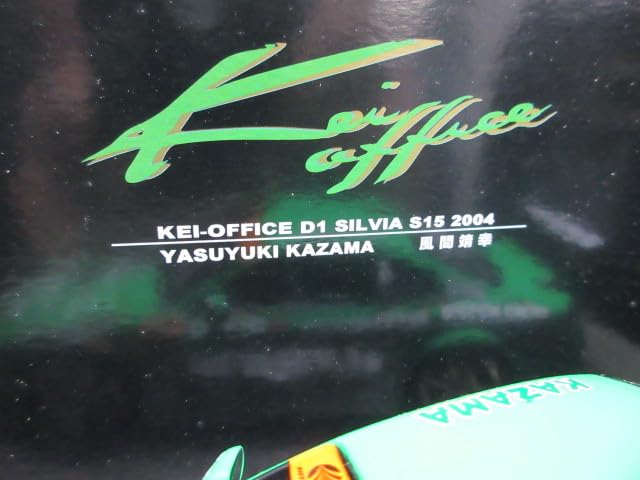 Kei
office
KEI-OFFICE D1 SILVIA S15 2004
YASUYUKI KAZAMA 風間靖幸
KAZAMA